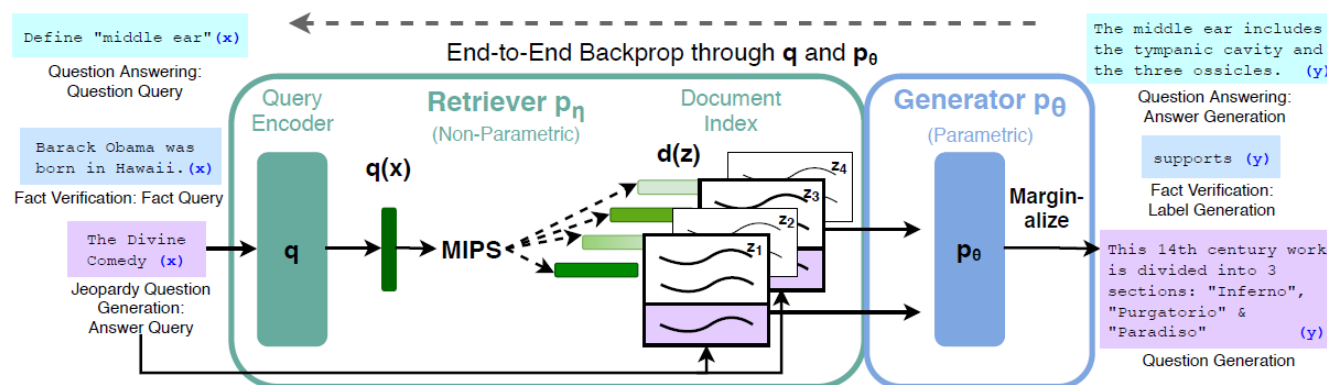 End-to-End Backprop through q and pθ
Define "middle ear"(x)
Question Answering:
Question Query
Barack Obama was
born in Hawaii.(x)
Fact Verification: Fact Query
The Divine
Comedy (x)
Jeopardy Question
Generation:
Answer Query
Query
Encoder
q
q(x)
Retriever pη
(Non-Parametric)
MIPS
Document
Index
d(z)
z4
z3
z2
z1
Generator pθ
(Parametric)
pθ
Margin-
alize
The middle ear includes
the tympanic cavity and
the three ossicles. (y)
Question Answering:
Answer Generation
supports (y)
Fact Verification:
Label Generation
This 14th century work
is divided into 3
sections: "Inferno",
"Purgatorio" &
"Paradiso" (y)
Question Generation